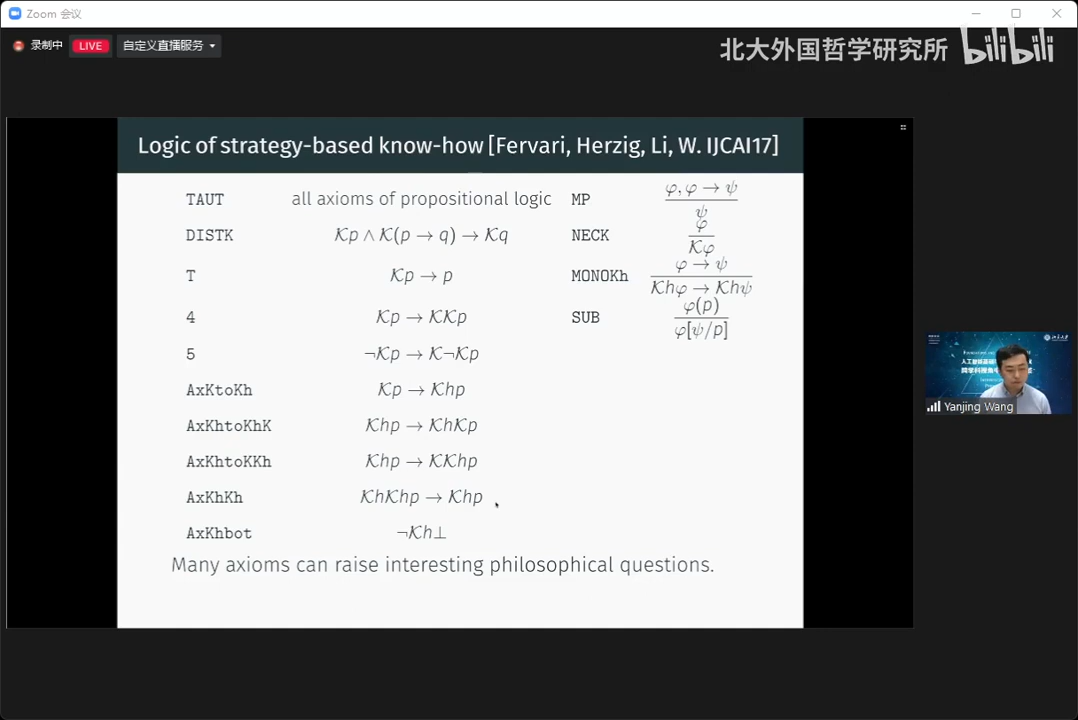 Zoom 会议
录制中 LIVE 自定义直播服务
北大外国哲学研究所 bilibili
Logic of strategy-based know-how [Fervari, Herzig, Li, W. IJCAI17]
TAUT all axioms of propositional logic MP φ, φ → ψ / ψ
DISTK 𝒦p ∧ 𝒦(p → q) → 𝒦q NECK φ / 𝒦φ
T 𝒦p → p MONOKh φ → ψ / 𝒦hφ → 𝒦hψ
4 𝒦p → 𝒦𝒦p SUB φ(p) / φ[ψ/p]
5 ¬𝒦p → 𝒦¬𝒦p
AxKtoKh 𝒦p → 𝒦hp
AxKhtoKhK 𝒦hp → 𝒦h𝒦p
AxKhtoKKh 𝒦hp → 𝒦𝒦hp
AxKhKh 𝒦h𝒦hp → 𝒦hp
AxKhbot ¬𝒦h⊥
Many axioms can raise interesting philosophical questions.
Yanjing Wang